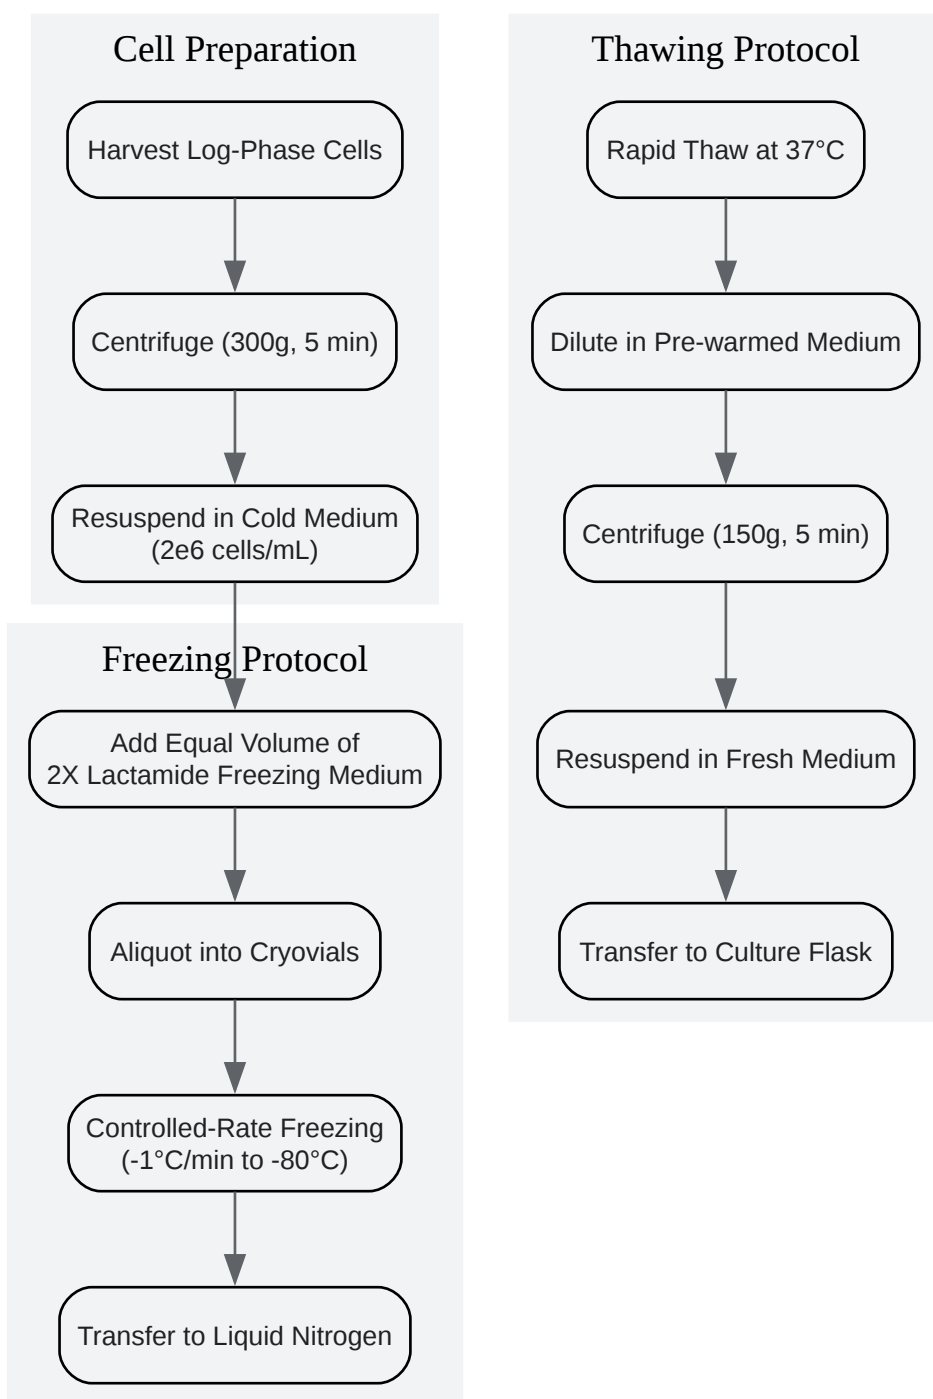 Cell Preparation
Harvest Log-Phase Cells
Centrifuge (300g, 5 min)
Resuspend in Cold Medium
(2e6 cells/mL)
Freezing Protocol
Add Equal Volume of
2X Lactamide Freezing Medium
Aliquot into Cryovials
Controlled-Rate Freezing
(-1°C/min to -80°C)
Transfer to Liquid Nitrogen
Thawing Protocol
Rapid Thaw at 37°C
Dilute in Pre-warmed Medium
Centrifuge (150g, 5 min)
Resuspend in Fresh Medium
Transfer to Culture Flask